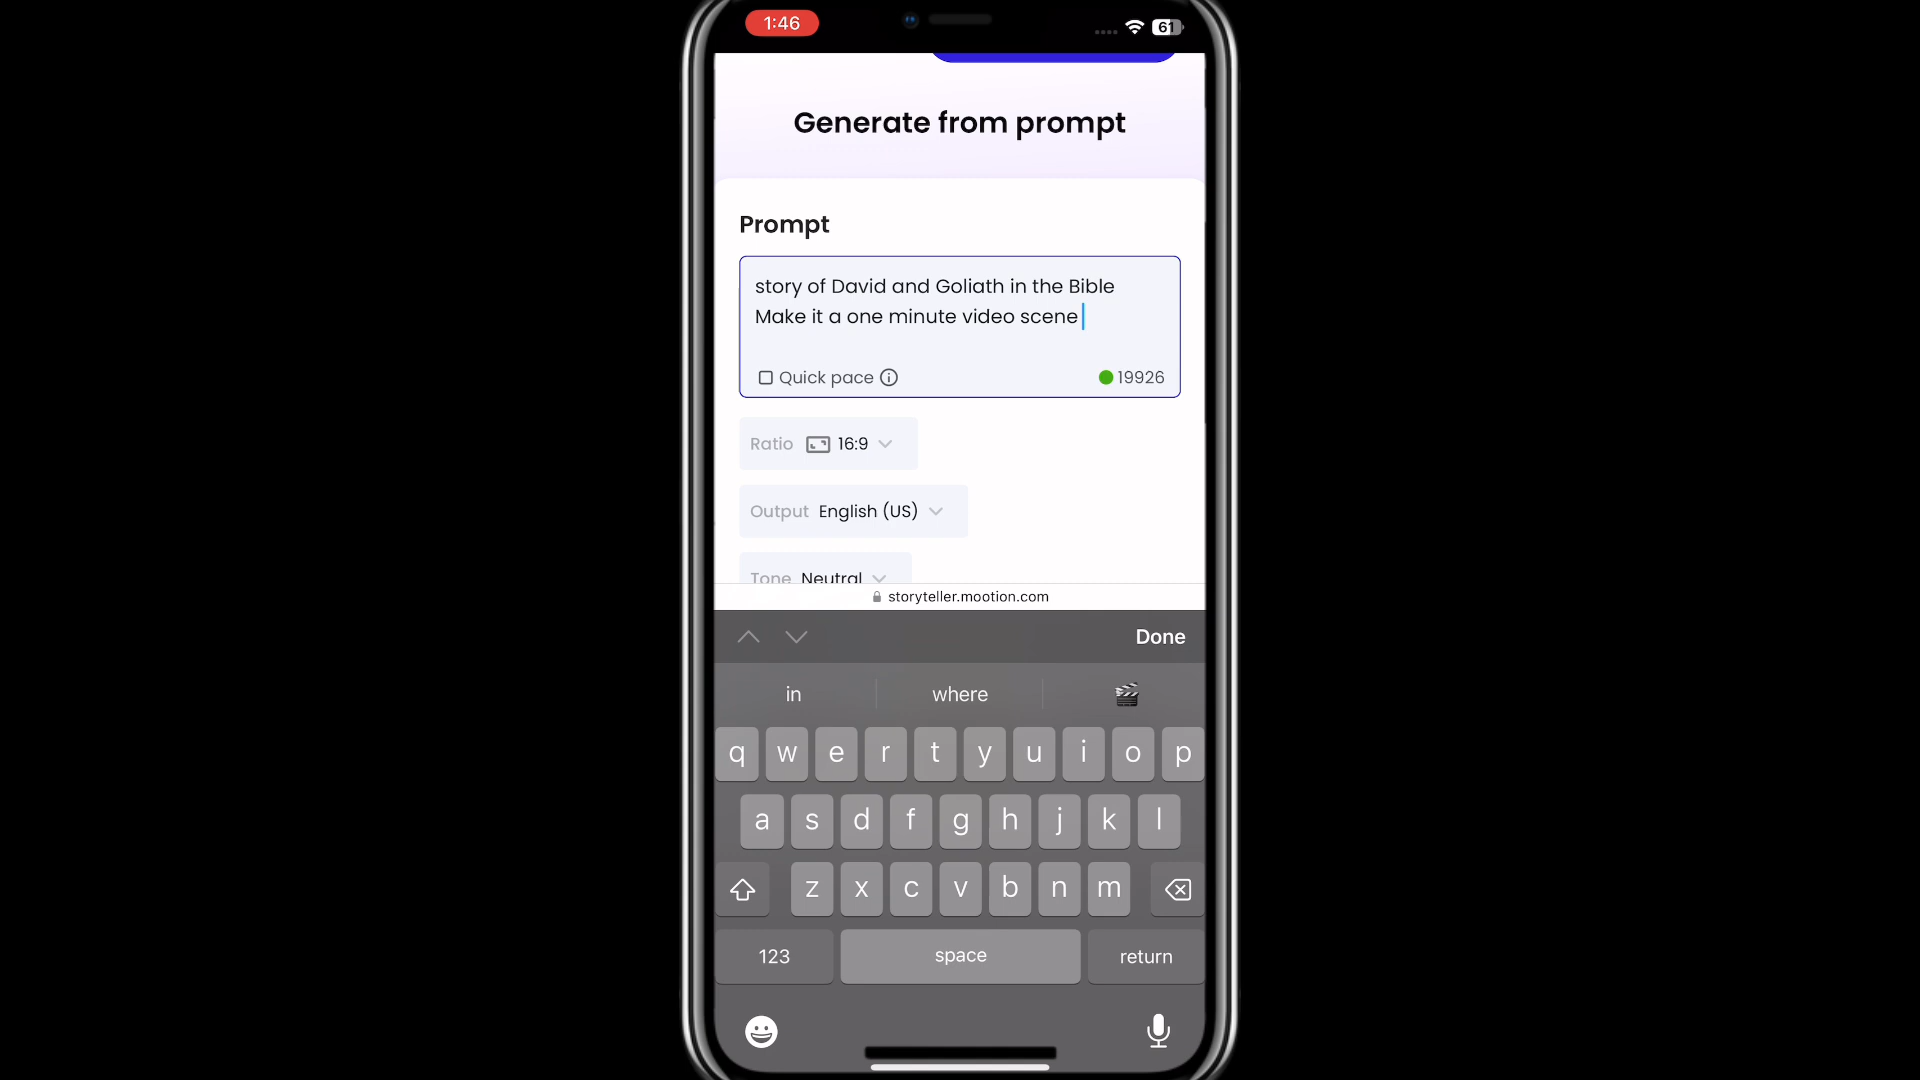 1:46
61
Generate from prompt
Prompt
story of David and Goliath in the Bible
Make it a one minute video scene
Quick pace 19926
Ratio 16:9
Output English (US)
Tone Neutral
storyteller.mootion.com
Done
in where
q w e r t y u i o p
a s d f g h j k l
z x c v b n m
123 space return